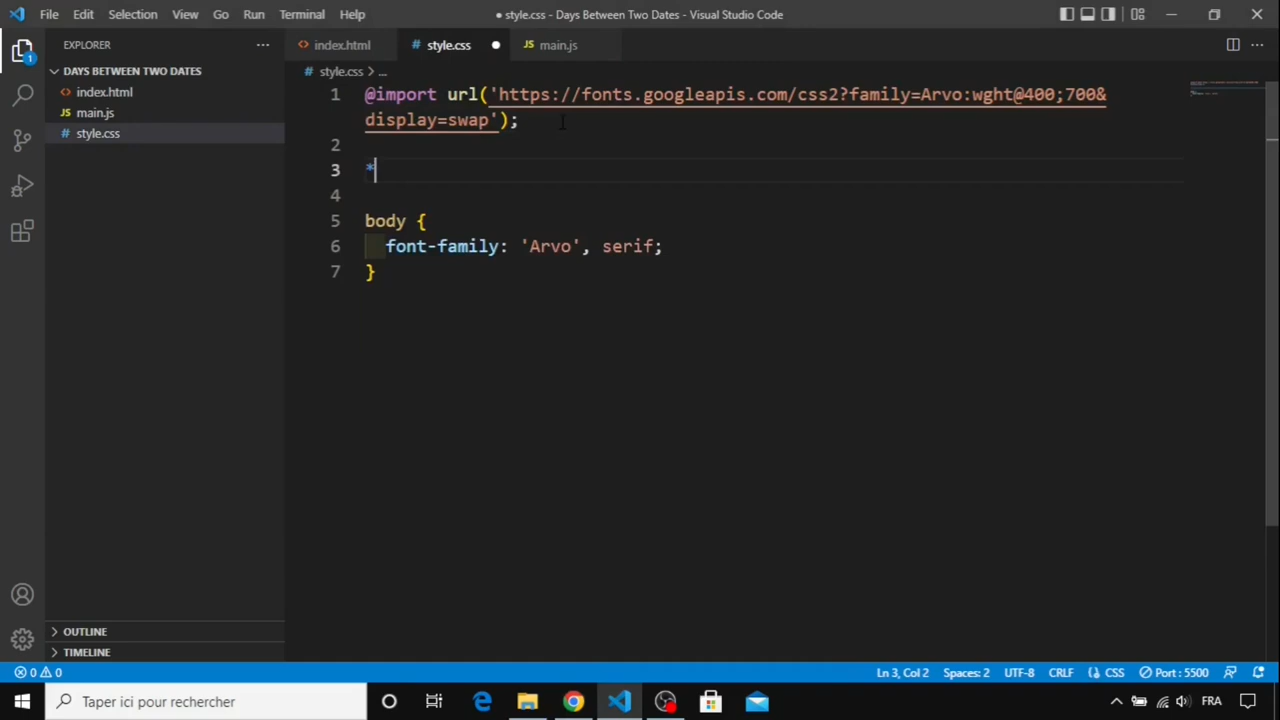 File Edit Selection View Go Run Terminal Help
● style.css - Days Between Two Dates - Visual Studio Code
EXPLORER
1
DAYS BETWEEN TWO DATES
<> index.html
JS main.js
# style.css
OUTLINE
TIMELINE
<> index.html
# style.css ●
JS main.js
# style.css > ...
1 @import url('https://fonts.googleapis.com/css2?family=Arvo:wght@400;700&
display=swap');
2
3 *
4
5 body {
6 font-family: 'Arvo', serif;
7 }
0 0
Ln 3, Col 2 Spaces: 2 UTF-8 CRLF {} CSS Port : 5500
Taper ici pour rechercher
FRA